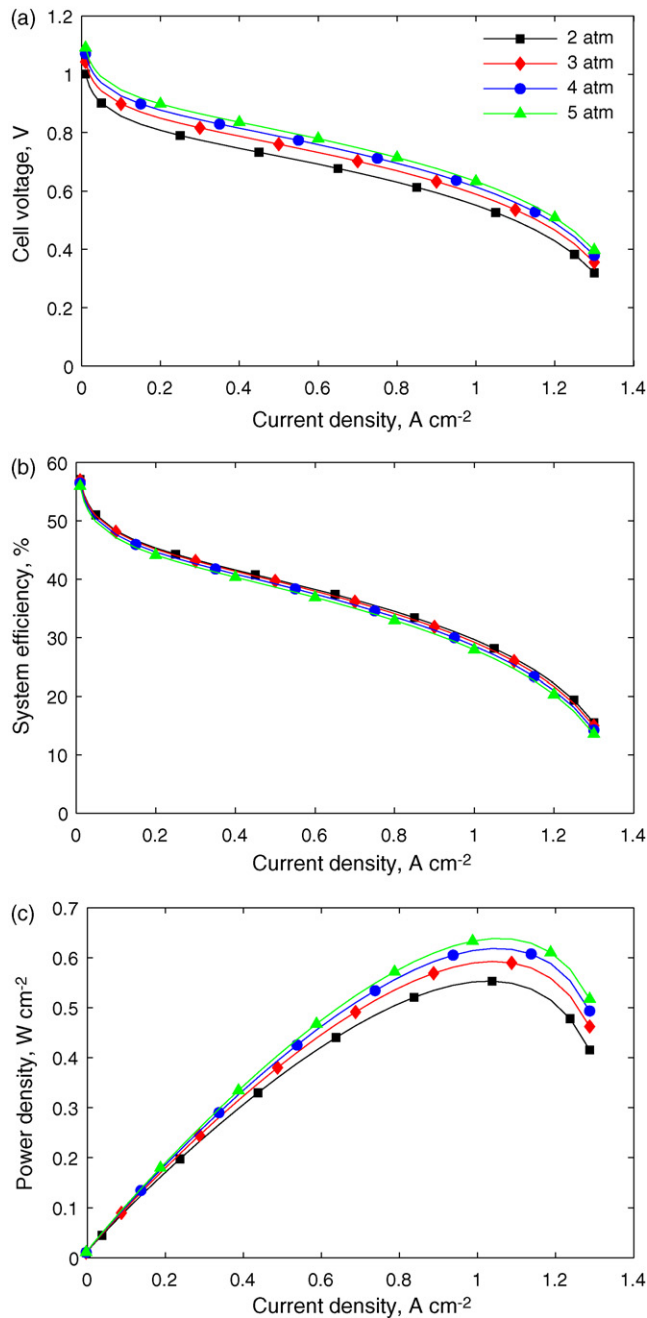 (a)
1.2
1
0.8
0.6
0.4
0.2
0
Cell voltage, V
2 atm
3 atm
4 atm
5 atm
0 0.2 0.4 0.6 0.8 1 1.2 1.4
Current density, A cm-2
(b)
60
50
40
30
20
10
0
System efficiency, %
0 0.2 0.4 0.6 0.8 1 1.2 1.4
Current density, A cm-2
(c)
0.7
0.6
0.5
0.4
0.3
0.2
0.1
0
Power density, W cm-2
0 0.2 0.4 0.6 0.8 1 1.2 1.4
Current density, A cm-2